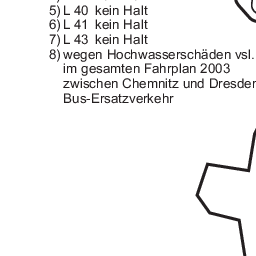 5) L 40 kein Halt
6) L 41 kein Halt
7) L 43 kein Halt
8) wegen Hochwasserschäden vsl.
im gesamten Fahrplan 2003
zwischen Chemnitz und Dresden
Bus-Ersatzverkehr